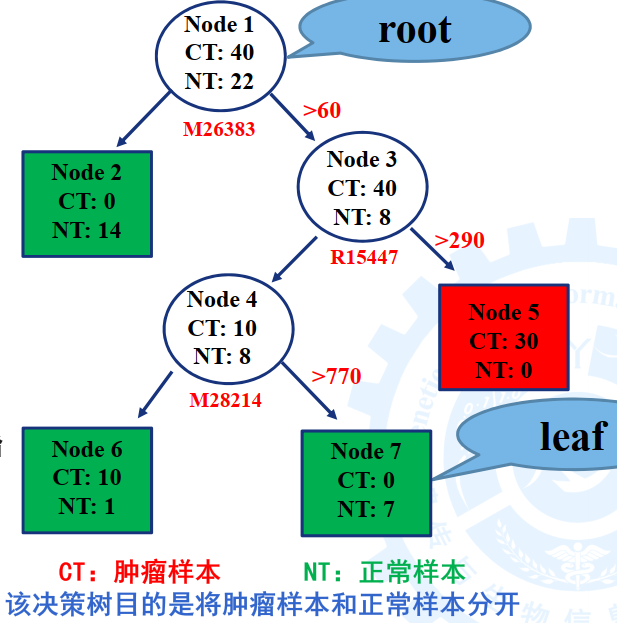 Node 1
CT: 40
NT: 22
root
M26383
>60
Node 2
CT: 0
NT: 14
Node 3
CT: 40
NT: 8
R15447
>290
Node 4
CT: 10
NT: 8
Node 5
CT: 30
NT: 0
M28214
>770
Node 6
CT: 10
NT: 1
Node 7
CT: 0
NT: 7
leaf
CT：肿瘤样本
NT：正常样本
该决策树目的是将肿瘤样本和正常样本分开